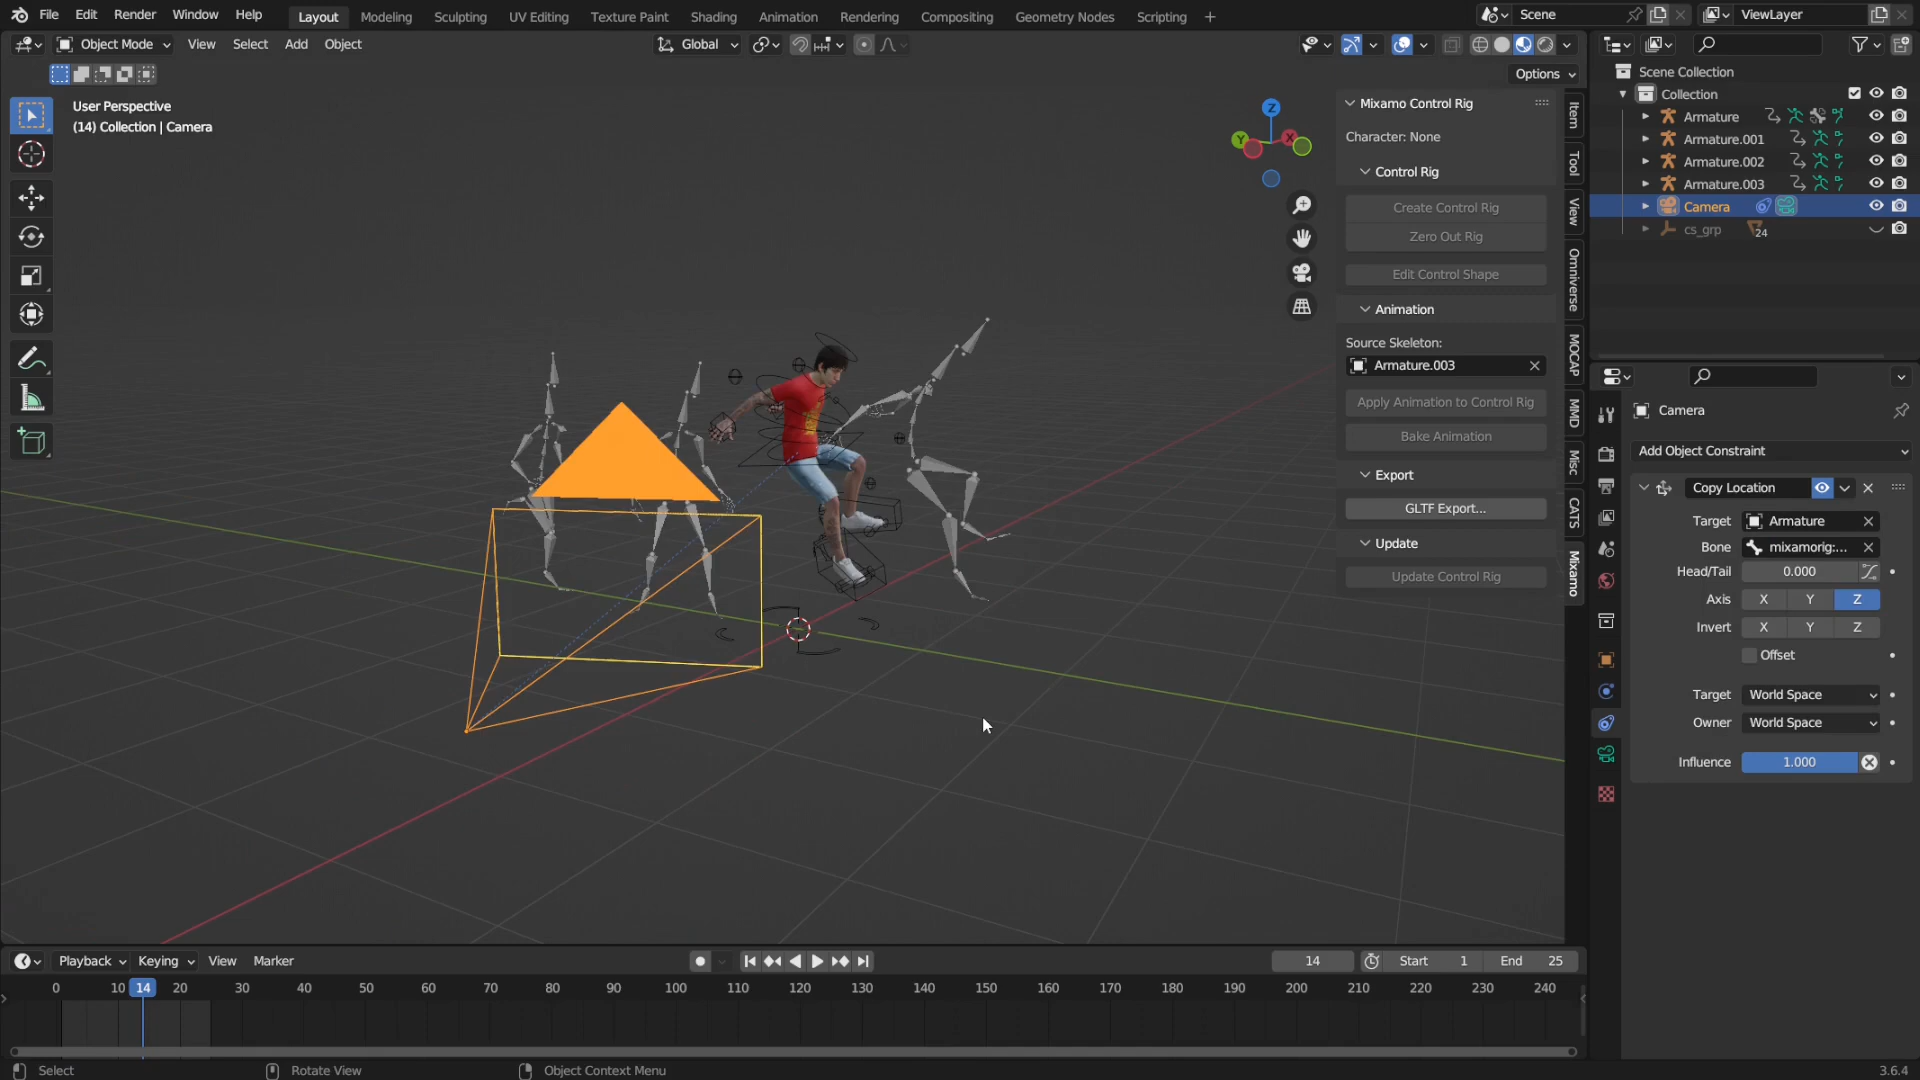 File Edit Render Window Help Layout Modeling Sculpting UV Editing Texture Paint Shading Animation Rendering Compositing Geometry Nodes Scripting + Scene ViewLayer
Object Mode View Select Add Object Global
Options
User Perspective
(14) Collection | Camera
Z
Y
X
Mixamo Control Rig
Character: None
Control Rig
Create Control Rig
Zero Out Rig
Edit Control Shape
Animation
Source Skeleton:
Armature.003
Apply Animation to Control Rig
Bake Animation
Export
GLTF Export...
Update
Update Control Rig
Item
Tool
View
Omniverse
MOCAP
MMD
Misc
CATS
Mixamo
Scene Collection
Collection
Armature
Armature.001
Armature.002
Armature.003
Camera
cs_grp 24
Camera
Add Object Constraint
Copy Location
Target Armature
Bone mixamorig:...
Head/Tail 0.000
Axis X Y Z
Invert X Y Z
Offset
Target World Space
Owner World Space
Influence 1.000
Playback Keying View Marker 14 Start 1 End 25
0 10 14 20 30 40 50 60 70 80 90 100 110 120 130 140 150 160 170 180 190 200 210 220 230 240
Select Rotate View Object Context Menu 3.6.4